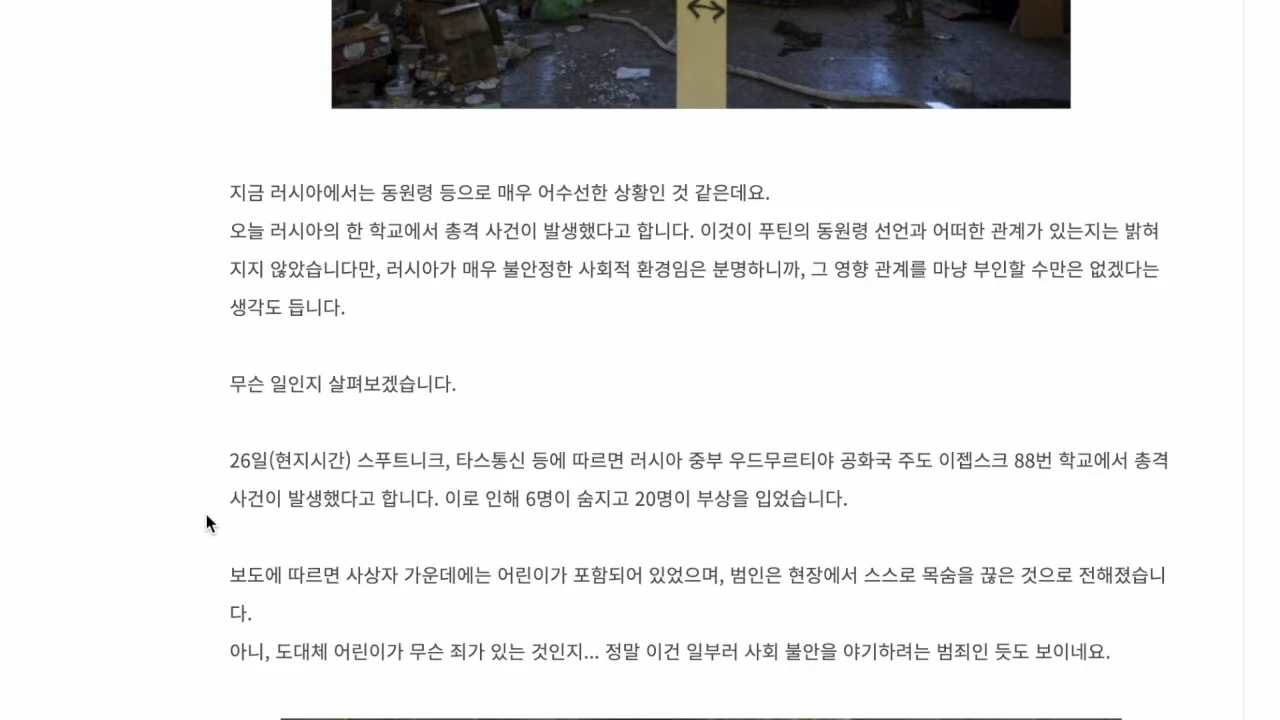 지금 러시아에서는 동원령 등으로 매우 어수선한 상황인 것 같은데요.
오늘 러시아의 한 학교에서 총격 사건이 발생했다고 합니다. 이것이 푸틴의 동원령 선언과 어떠한 관계가 있는지는 밝혀
지지 않았습니다만, 러시아가 매우 불안정한 사회적 환경임은 분명하니까, 그 영향 관계를 마냥 부인할 수만은 없겠다는
생각도 듭니다.
무슨 일인지 살펴보겠습니다.
26일(현지시간) 스푸트니크, 타스통신 등에 따르면 러시아 중부 우드무르티야 공화국 주도 이젭스크 88번 학교에서 총격
사건이 발생했다고 합니다. 이로 인해 6명이 숨지고 20명이 부상을 입었습니다.
보도에 따르면 사상자 가운데에는 어린이가 포함되어 있었으며, 범인은 현장에서 스스로 목숨을 끊은 것으로 전해졌습니
다.
아니, 도대체 어린이가 무슨 죄가 있는 것인지... 정말 이건 일부러 사회 불안을 야기하려는 범죄인 듯도 보이네요.